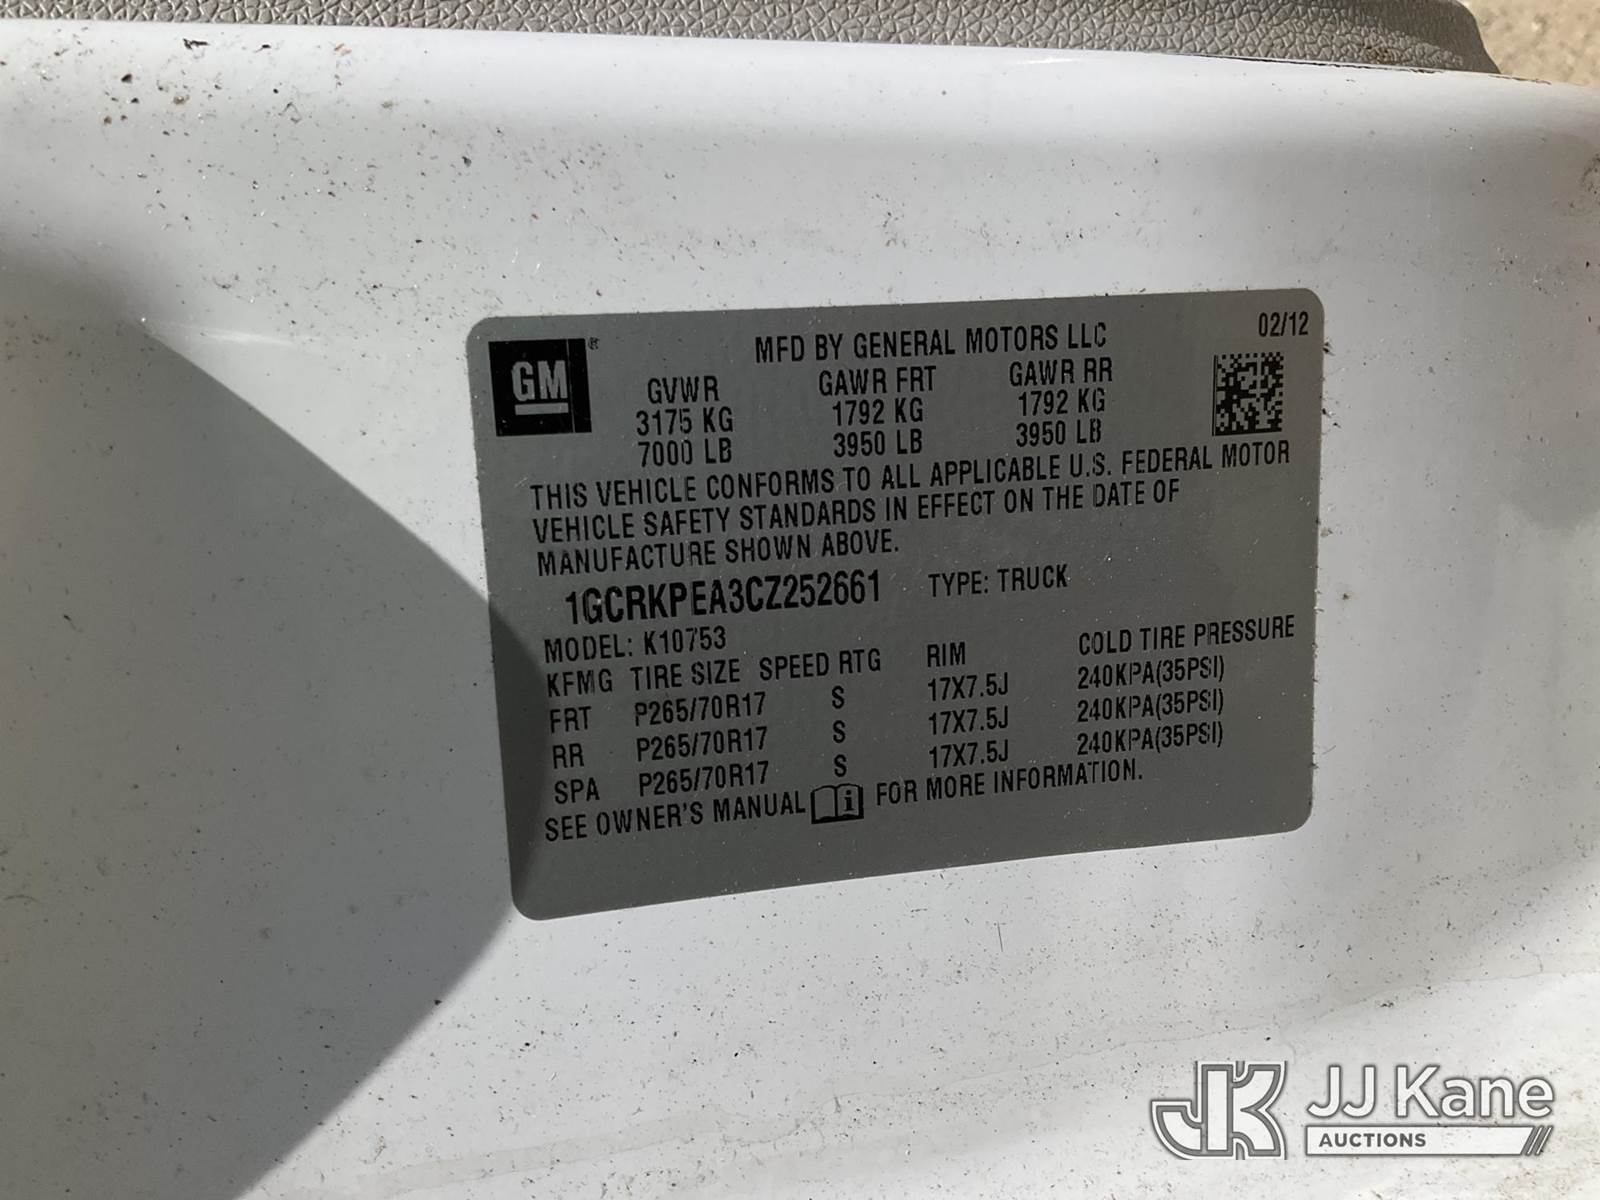 GM®
MFD BY GENERAL MOTORS LLC 02/12
GVWR GAWR FRT GAWR RR
3175 KG 1792 KG 1792 KG
7000 LB 3950 LB 3950 LB
THIS VEHICLE CONFORMS TO ALL APPLICABLE U.S. FEDERAL MOTOR
VEHICLE SAFETY STANDARDS IN EFFECT ON THE DATE OF
MANUFACTURE SHOWN ABOVE.
1GCRKPEA3CZ252661 TYPE: TRUCK
MODEL: K10753
KFMG TIRE SIZE SPEED RTG RIM COLD TIRE PRESSURE
FRT P265/70R17 S 17X7.5J 240KPA(35PSI)
RR P265/70R17 S 17X7.5J 240KPA(35PSI)
SPA P265/70R17 S 17X7.5J 240KPA(35PSI)
SEE OWNER'S MANUAL i FOR MORE INFORMATION.
JK JJ Kane
AUCTIONS